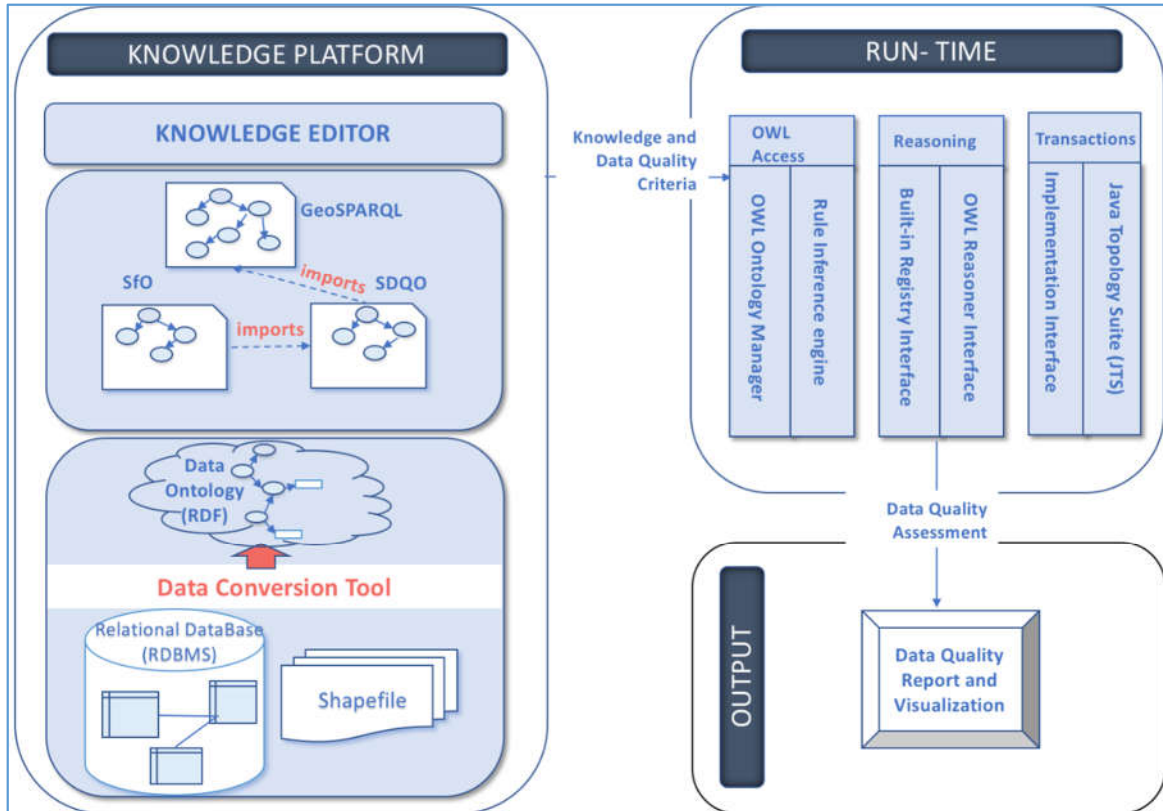 KNOWLEDGE PLATFORM
KNOWLEDGE EDITOR
GeoSPARQL
SfO
imports
SDQO
imports
Data
Ontology
(RDF)
Data Conversion Tool
Relational DataBase
(RDBMS)
Shapefile
Knowledge and
Data Quality
Criteria
RUN- TIME
OWL
Access
OWL Ontology Manager
Rule Inference engine
Reasoning
Built-in Registry Interface
OWL Reasoner Interface
Transactions
Implementation Interface
Java Topology Suite (JTS)
Data Quality
Assessment
OUTPUT
Data Quality
Report and
Visualization